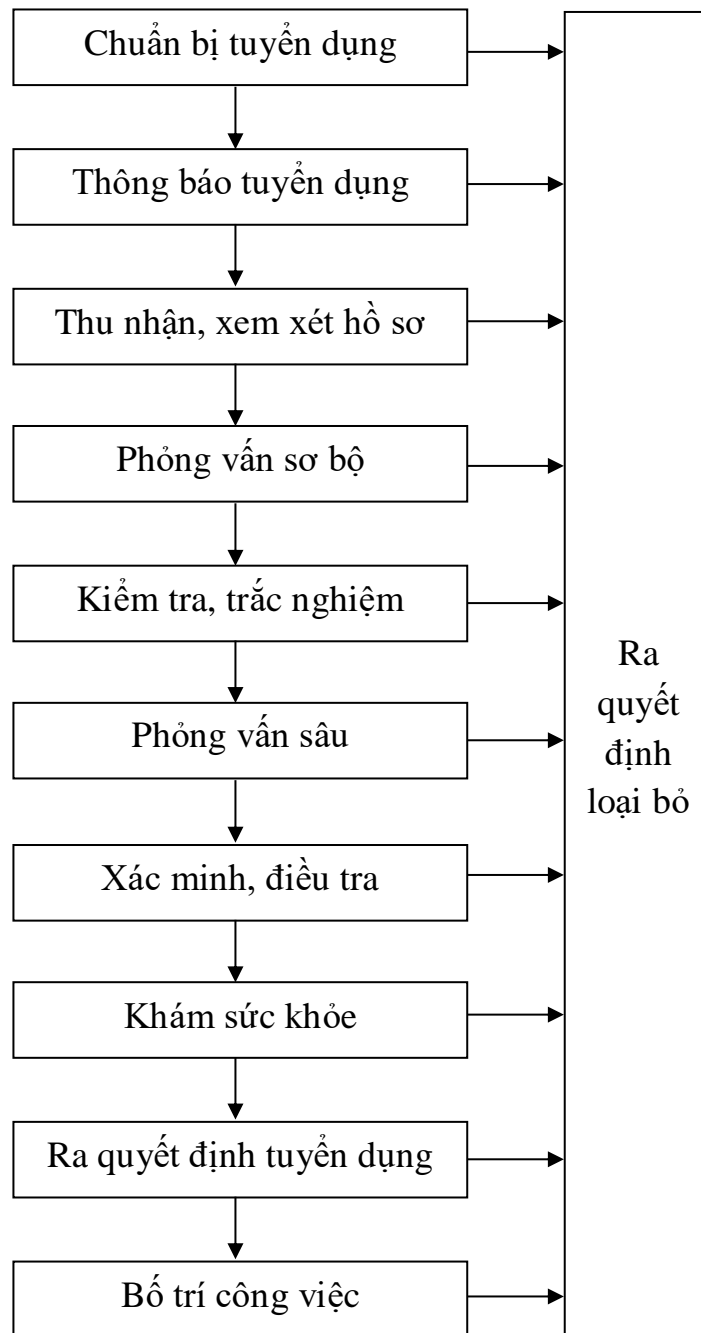 Chuẩn bị tuyển dụng
Thông báo tuyển dụng
Thu nhận, xem xét hồ sơ
Phỏng vấn sơ bộ
Kiểm tra, trắc nghiệm
Phỏng vấn sâu
Xác minh, điều tra
Khám sức khỏe
Ra quyết định tuyển dụng
Bố trí công việc
Ra
quyết
định
loại bỏ